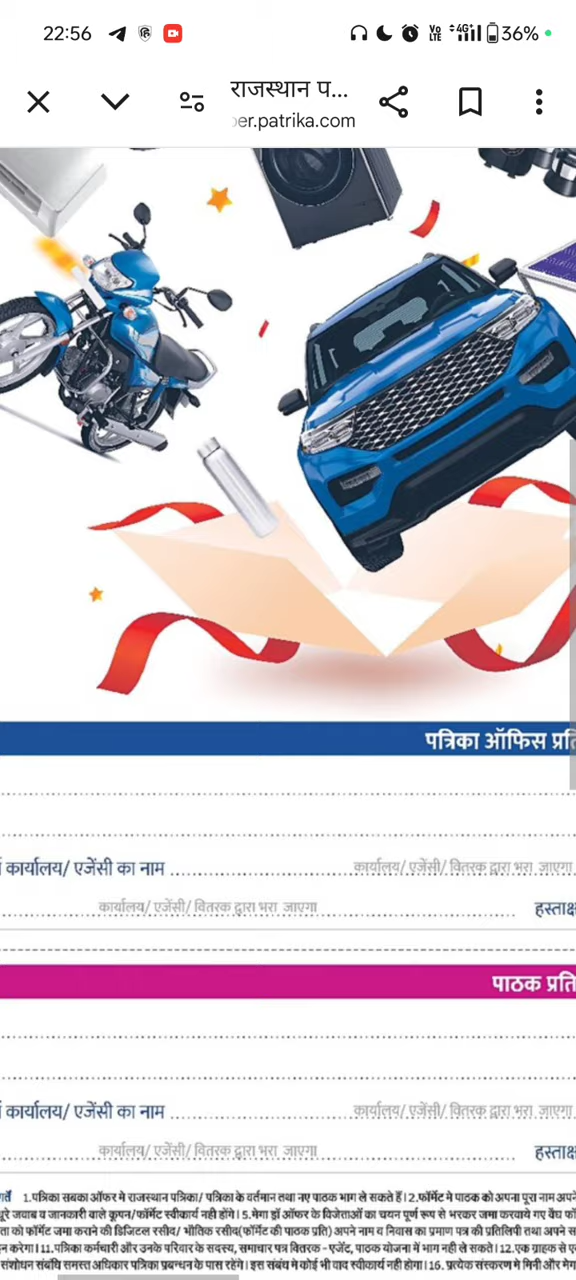 22:56
Vo LTE 4G+ 36%
राजस्थान प...
er.patrika.com
पत्रिका ऑफिस प्रति
कार्यालय/ एजेंसी का नाम ........ कार्यालय/ एजेंसी/ वितरक द्वारा भरा जाएगा
कार्यालय/ एजेंसी/ वितरक द्वारा भरा जाएगा ........ हस्ताक्ष
पाठक प्रति
कार्यालय/ एजेंसी का नाम ........ कार्यालय/ एजेंसी/ वितरक द्वारा भरा जाएगा
कार्यालय/ एजेंसी/ वितरक द्वारा भरा जाएगा ........ हस्ताक्ष
र्तें 1.पत्रिका सबका ऑफर मे राजस्थान पत्रिका/ पत्रिका के वर्तमान तथा नए पाठक भाग ले सकते हैं। 2.फॉर्मेट मे पाठक को अपना पूरा नाम अपने
धूरे जवाब व जानकारी वाले कूपन/फॉर्मेट स्वीकार्य नही होंगे। 5.मेगा ड्रॉ ऑफर के विजेताओं का चयन पूर्ण रूप से भरकर जमा करवाये गए वैध फॉ
ता को फॉर्मेट जमा कराने की डिजिटल रसीद/ भौतिक रसीद(फॉर्मेट की पाठक प्रति) अपने नाम व निवास का प्रमाण पत्र की प्रतिलिपी तथा अपने स
न करेगा। 11.पत्रिका कर्मचारी और उनके परिवार के सदस्य, समाचार पत्र वितरक - एजेंट, पाठक योजना में भाग नही ले सकते। 12.एक ग्राहक से ए
संशोधन संबंधि समस्त अधिकार पत्रिका प्रबन्धन के पास रहेंगे। इस संबंध मे कोई भी वाद स्वीकार्य नही होगा। 16. प्रत्येक संस्करण मे मिनी और मेग